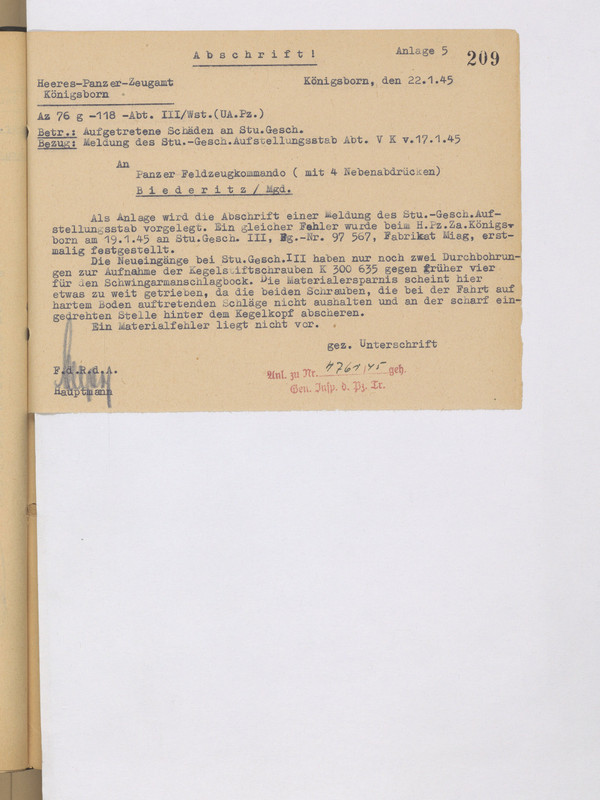 Abschrift!
Anlage 5
209
Heeres-Panzer-Zeugamt
Königsborn
Königsborn, den 22.1.45
Az 76 g -118 -Abt. III/Wst.(UA.Pz.)
Betr.: Aufgetretene Schäden an Stu.Gesch.
Bezug: Meldung des Stu.-Gesch.Aufstellungsstab Abt. V K v.17.1.45
An
Panzer-Feldzeugkommando ( mit 4 Nebenabdrücken)
Biederitz/Mgd.
Als Anlage wird die Abschrift einer Meldung des Stu.-Gesch.Auf-
stellungsstab vorgelegt. Ein gleicher Fehler wurde beim H.Pz.Za.Königs-
born am 19.1.45 an Stu.Gesch. III, Fg.-Nr. 97 567, Fabrikat Miag, erst-
malig festgestellt.
Die Neueingänge bei Stu.Gesch.III haben nur noch zwei Durchbohrun-
gen zur Aufnahme der Kegelstiftschrauben K 300 635 gegen früher vier
für den Schwingarmanschlagbock. Die Materialersparnis scheint hier
etwas zu weit getrieben, da die beiden Schrauben, die bei der Fahrt auf
hartem Boden auftretenden Schläge nicht aushalten und an der scharf ein-
gedrehten Stelle hinter dem Kegelkopf abscheren.
Ein Materialfehler liegt nicht vor.
gez. Unterschrift
F.d.R.d.A.
Hauptmann
Anl. zu Nr. 4761/45 geh.
Gen. Insp. d. Pz. Tr.